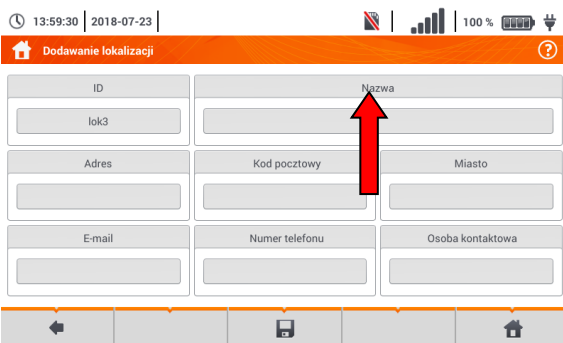 13:59:30 2018-07-23 100 %
Dodawanie lokalizacji ?
ID Nazwa
lok3
Adres Kod pocztowy Miasto
E-mail Numer telefonu Osoba kontaktowa